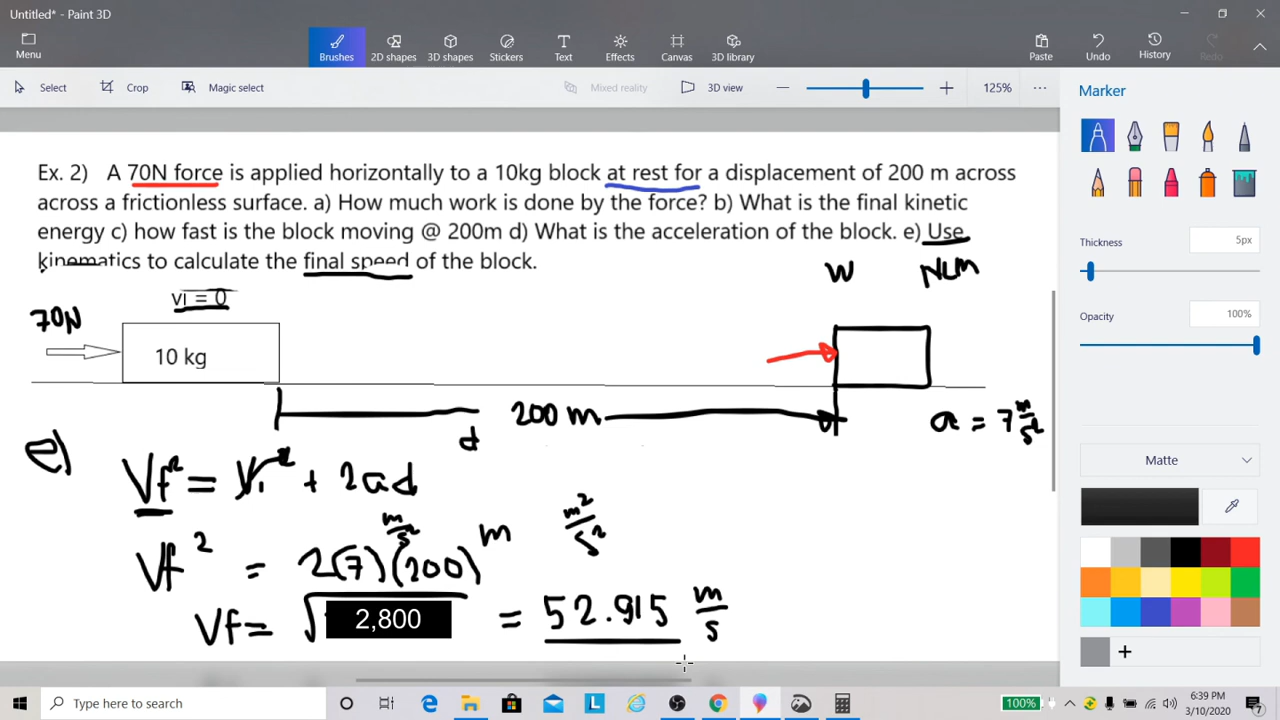 Untitled* - Paint 3D
Menu
Brushes
2D shapes
3D shapes
Stickers
Text
Effects
Canvas
3D library
Paste
Undo
History
Redo
Select
Crop
Magic select
Mixed reality
3D view
125%
Marker
Thickness
5px
Opacity
100%
Matte
Ex. 2) A 70N force is applied horizontally to a 10kg block at rest for a displacement of 200 m across
across a frictionless surface. a) How much work is done by the force? b) What is the final kinetic
energy c) how fast is the block moving @ 200m d) What is the acceleration of the block. e) Use
kinematics to calculate the final speed of the block.
W
vi = 0
70N
10 kg
200 m
d
a = 7 m/s²
e)
Vf² = Vi² + 2ad
m/s²
m²/s²
Vf² = 2(7)(200) m
Vf = √2,800 = 52.915 m/s
Type here to search
100%
6:39 PM
3/10/2020
7